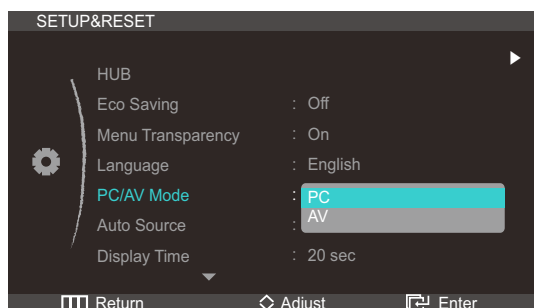 SETUP&RESET
HUB
Eco Saving : Off
Menu Transparency : On
Language : English
PC/AV Mode : PC
AV
Auto Source :
Display Time : 20 sec
Return Adjust Enter